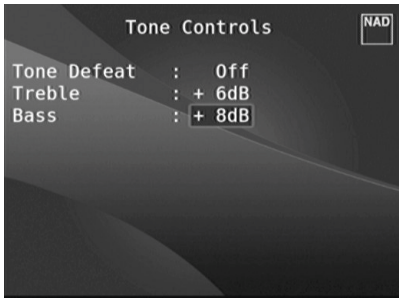 Tone Controls
NAD
Tone Defeat : Off
Treble : + 6dB
Bass : + 8dB